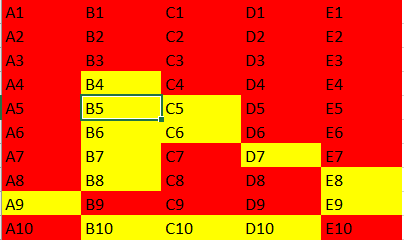 A1 B1 C1 D1 E1
A2 B2 C2 D2 E2
A3 B3 C3 D3 E3
A4 B4 C4 D4 E4
A5 B5 C5 D5 E5
A6 B6 C6 D6 E6
A7 B7 C7 D7 E7
A8 B8 C8 D8 E8
A9 B9 C9 D9 E9
A10 B10 C10 D10 E10